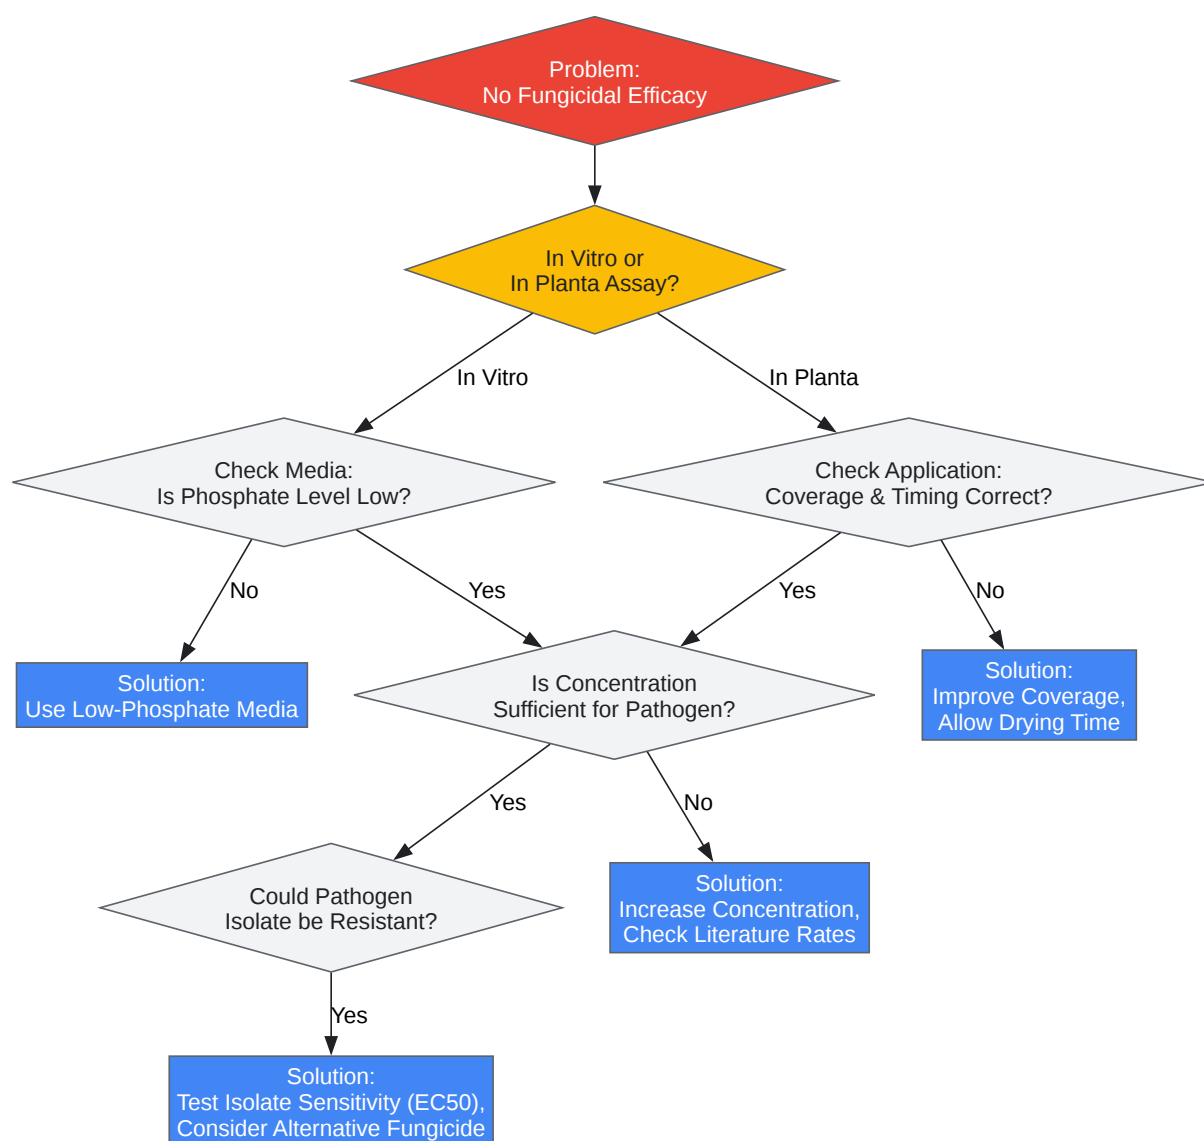 Problem:
No Fungicidal Efficacy
In Vitro or
In Planta Assay?
In Vitro
In Planta
Check Media:
Is Phosphate Level Low?
Check Application:
Coverage & Timing Correct?
No
Yes
Yes
No
Solution:
Use Low-Phosphate Media
Is Concentration
Sufficient for Pathogen?
Solution:
Improve Coverage,
Allow Drying Time
Yes
No
Could Pathogen
Isolate be Resistant?
Solution:
Increase Concentration,
Check Literature Rates
Yes
Solution:
Test Isolate Sensitivity (EC50),
Consider Alternative Fungicide